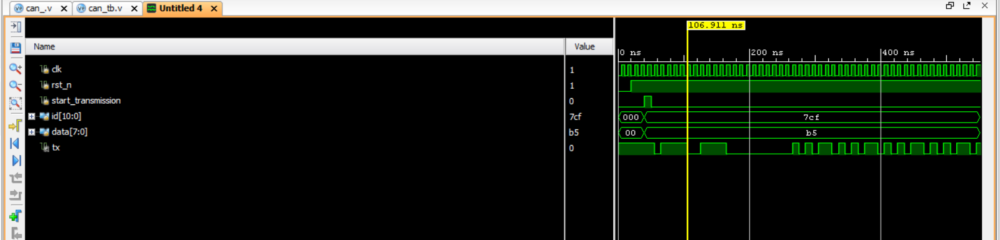 can_.v
can_tb.v
Untitled 4
106.911 ns
Name
Value
0 ns
200 ns
400 ns
clk
1
rst_n
1
start_transmission
0
id[10:0]
7cf
000
7cf
data[7:0]
b5
00
b5
tx
0